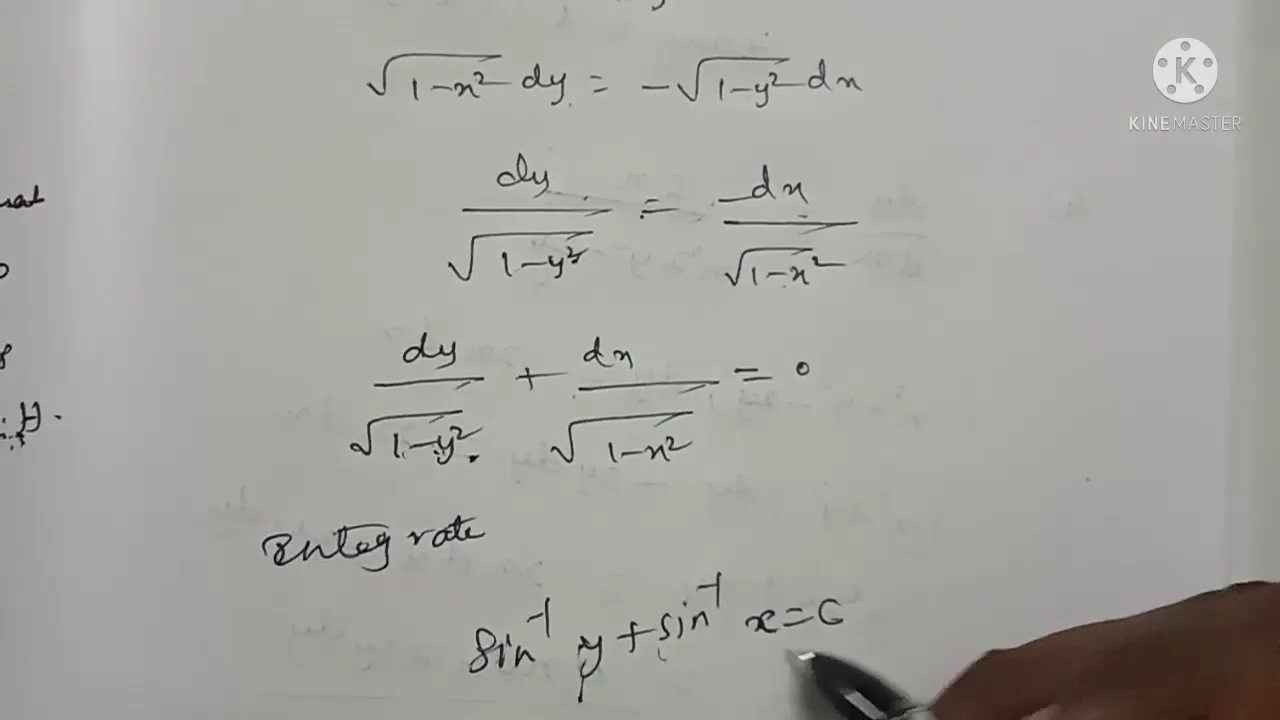 √1-x² dy = -√1-y² dx
K
KINEMASTER
dy/√1-y² = -dx/√1-x²
dy/√1-y² + dx/√1-x² = 0
Integrate
Sin⁻¹ y + sin⁻¹ x = C